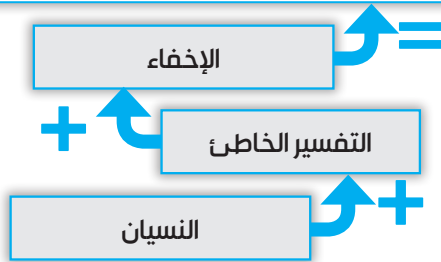 =
الإخفاء
+
التفسير الخاطئ
+
النسيان